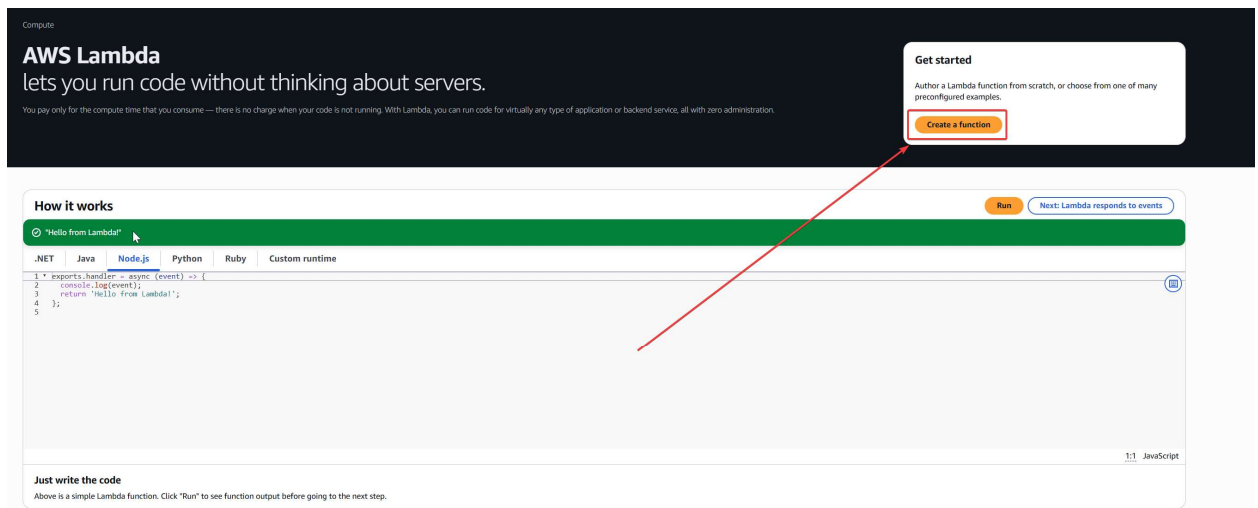 Compute
AWS Lambda
lets you run code without thinking about servers.
You pay only for the compute time that you consume — there is no charge when your code is not running. With Lambda, you can run code for virtually any type of application or backend service, all with zero administration.
Get started
Author a Lambda function from scratch, or choose from one of many
preconfigured examples.
Create a function
How it works
Run
Next: Lambda responds to events
"Hello from Lambda!"
.NET Java Node.js Python Ruby Custom runtime
1 exports.handler = async (event) => {
2 console.log(event);
3 return 'Hello from Lambda!';
4 };
5
1:1 JavaScript
Just write the code
Above is a simple Lambda function. Click "Run" to see function output before going to the next step.